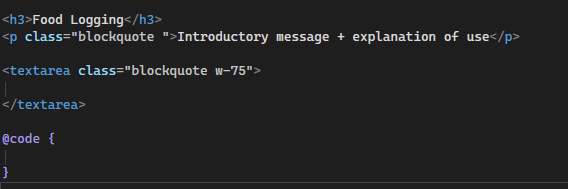 <h3>Food Logging</h3>
<p class="blockquote ">Introductory message + explanation of use</p>
<textarea class="blockquote w-75">
</textarea>
@code {
}